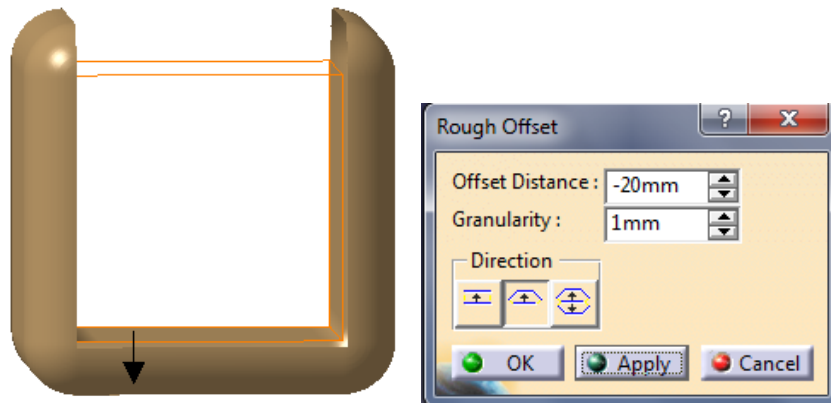 Rough Offset
?
X
Offset Distance : -20mm
Granularity : 1mm
Direction
OK Apply Cancel